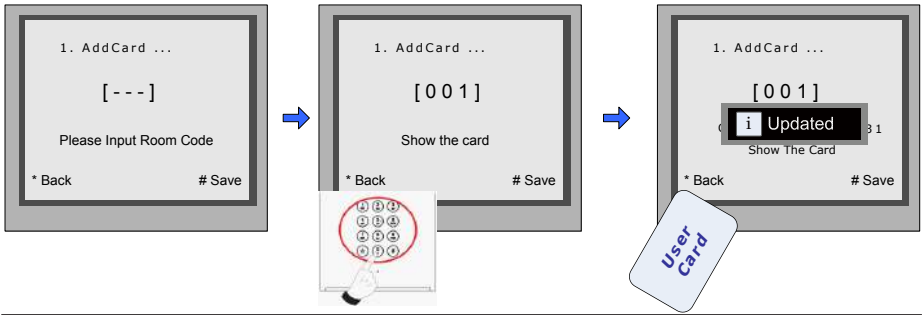 1. AddCard ...
[---]
Please Input Room Code
* Back # Save
1. AddCard ...
[001]
Show the card
* Back # Save
1. AddCard ...
[001]
i Updated
31
Show The Card
* Back # Save
User
Card